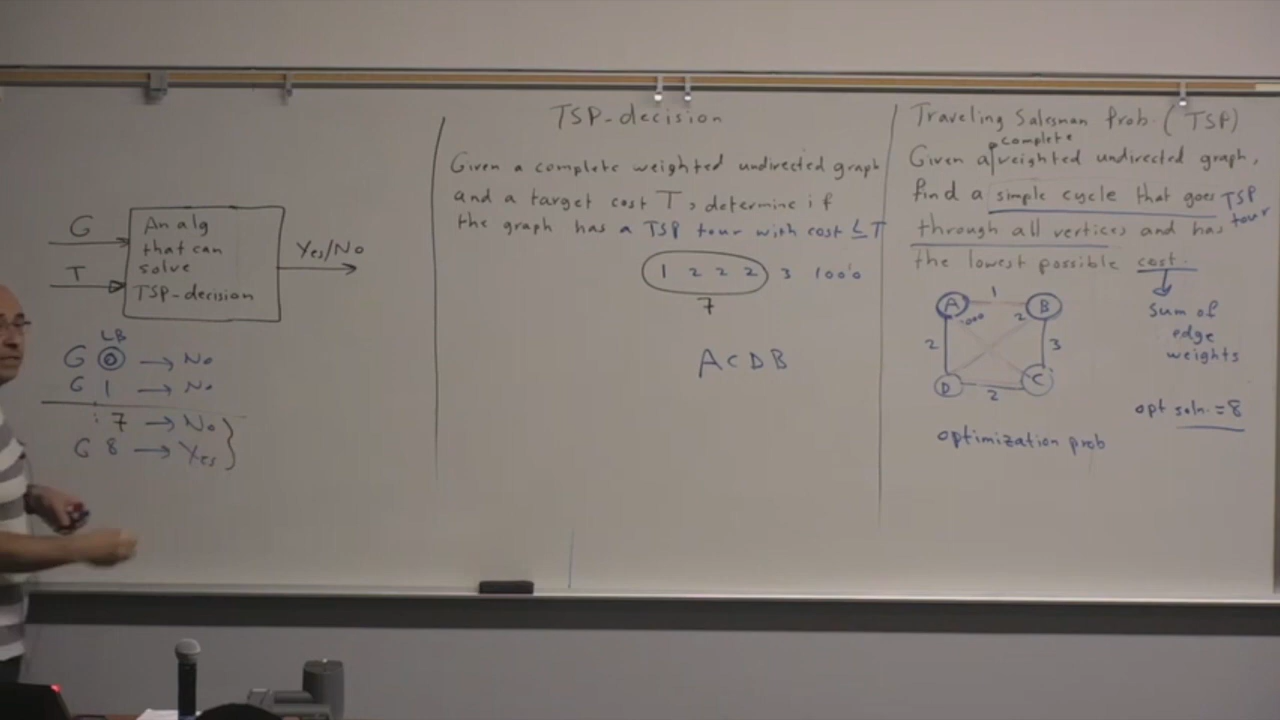 G
T
An alg
that can
solve
TSP-decision
Yes/No
LB
G 0 → No
G 1 → No
: 7 → No
G 8 → Yes
TSP-decision
Given a complete weighted undirected graph
and a target cost T, determine if
the graph has a TSP tour with cost ≤ T
1 2 2 2 3 1000
7
ACDB
Traveling Salesman Prob. (TSP)
complete
Given a weighted undirected graph,
find a simple cycle that goes
TSP
tour
through all vertices and has
the lowest possible cost.
sum of
edge
weights
A 1 B
1000 2
2 3
D 2 C
opt soln. = 8
optimization prob